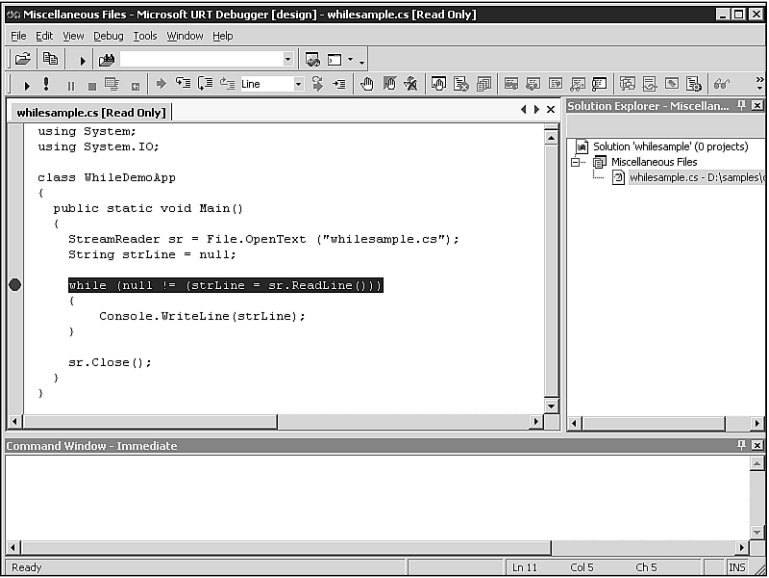 Miscellaneous Files - Microsoft URT Debugger [design] - whilesample.cs [Read Only]
File Edit View Debug Tools Window Help
Line
whilesample.cs [Read Only]
using System;
using System.IO;
class WhileDemoApp
{
public static void Main()
{
StreamReader sr = File.OpenText ("whilesample.cs");
String strLine = null;
while (null != (strLine = sr.ReadLine()))
{
Console.WriteLine(strLine);
}
sr.Close();
}
}
Solution Explorer - Miscellan...
Solution 'whilesample' (0 projects)
Miscellaneous Files
whilesample.cs - D:\samples\c
Command Window - Immediate
Ready
Ln 11 Col 5 Ch 5 INS